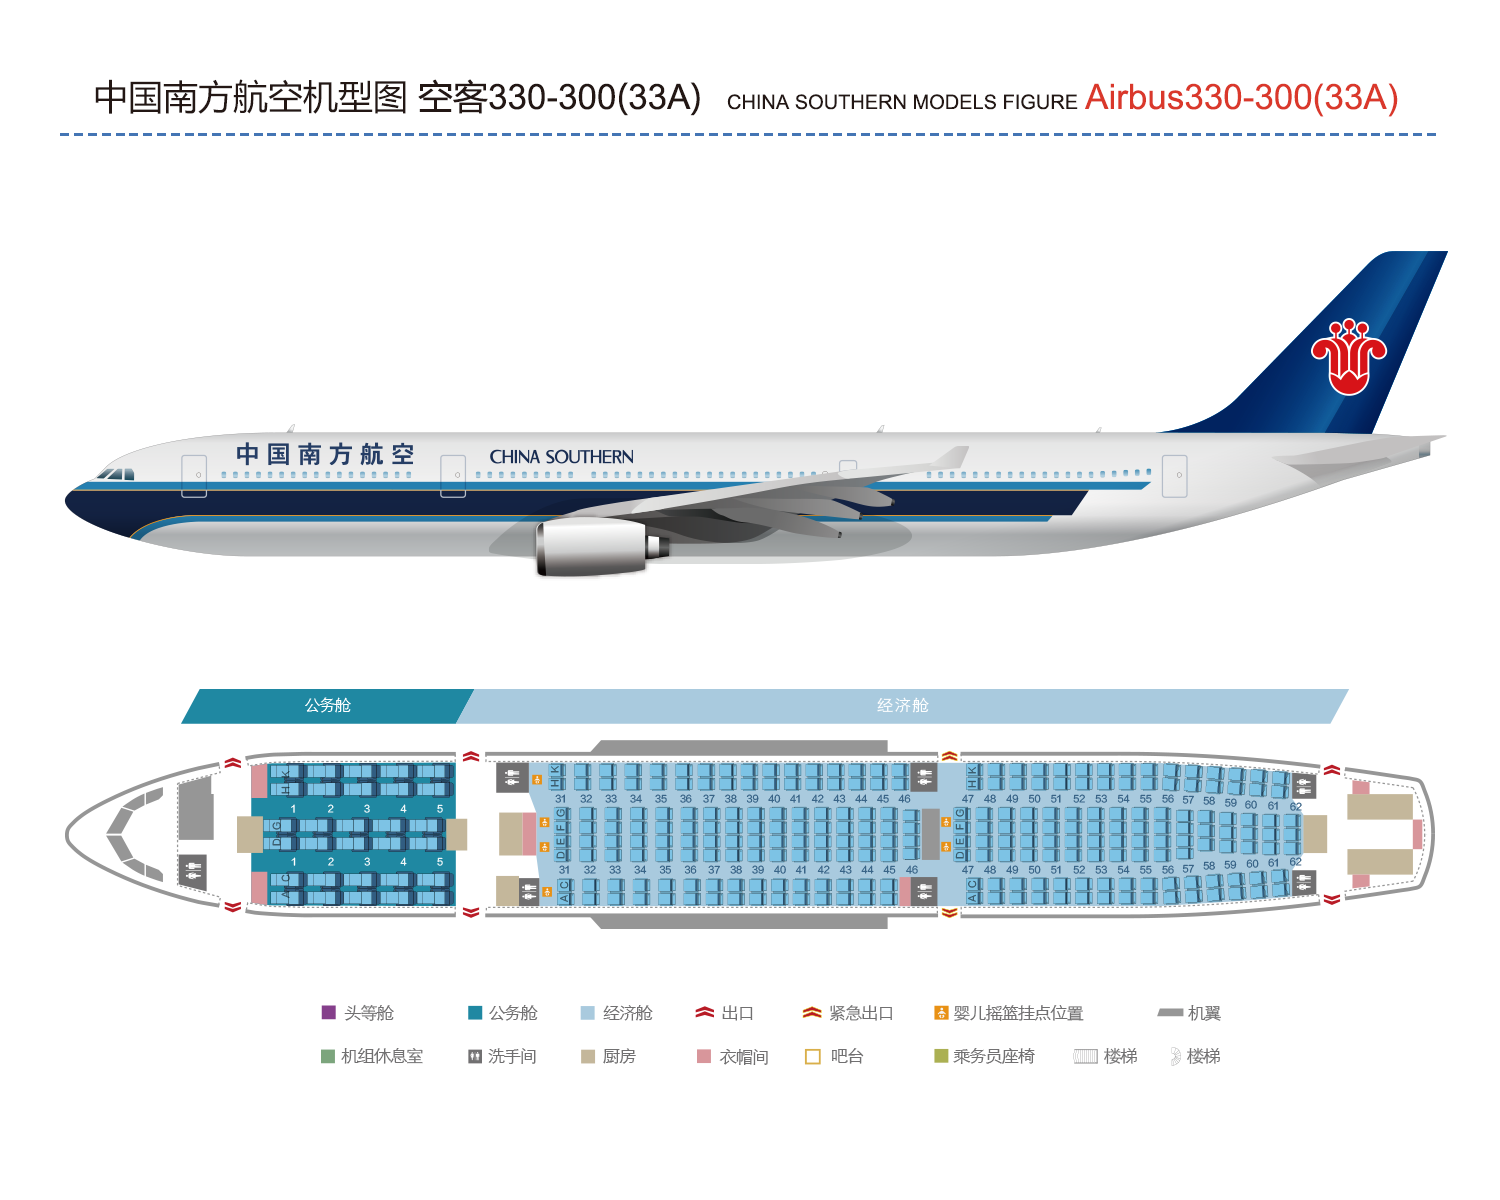 中国南方航空机型图 空客330-300(33A) CHINA SOUTHERN MODELS FIGURE Airbus330-300(33A)
中国南方航空 CHINA SOUTHERN
公务舱 经济舱
H K
1 2 3 4 5
D G
1 2 3 4 5
A C
H K
31 32 33 34 35 36 37 38 39 40 41 42 43 44 45 46
D E F G
31 32 33 34 35 36 37 38 39 40 41 42 43 44 45 46
A C
H K
47 48 49 50 51 52 53 54 55 56 57 58 59 60 61 62
D E F G
47 48 49 50 51 52 53 54 55 56 57 58 59 60 61 62
A C
头等舱 公务舱 经济舱 出口 紧急出口 婴儿摇篮挂点位置 机翼
机组休息室 洗手间 厨房 衣帽间 吧台 乘务员座椅 楼梯 楼梯